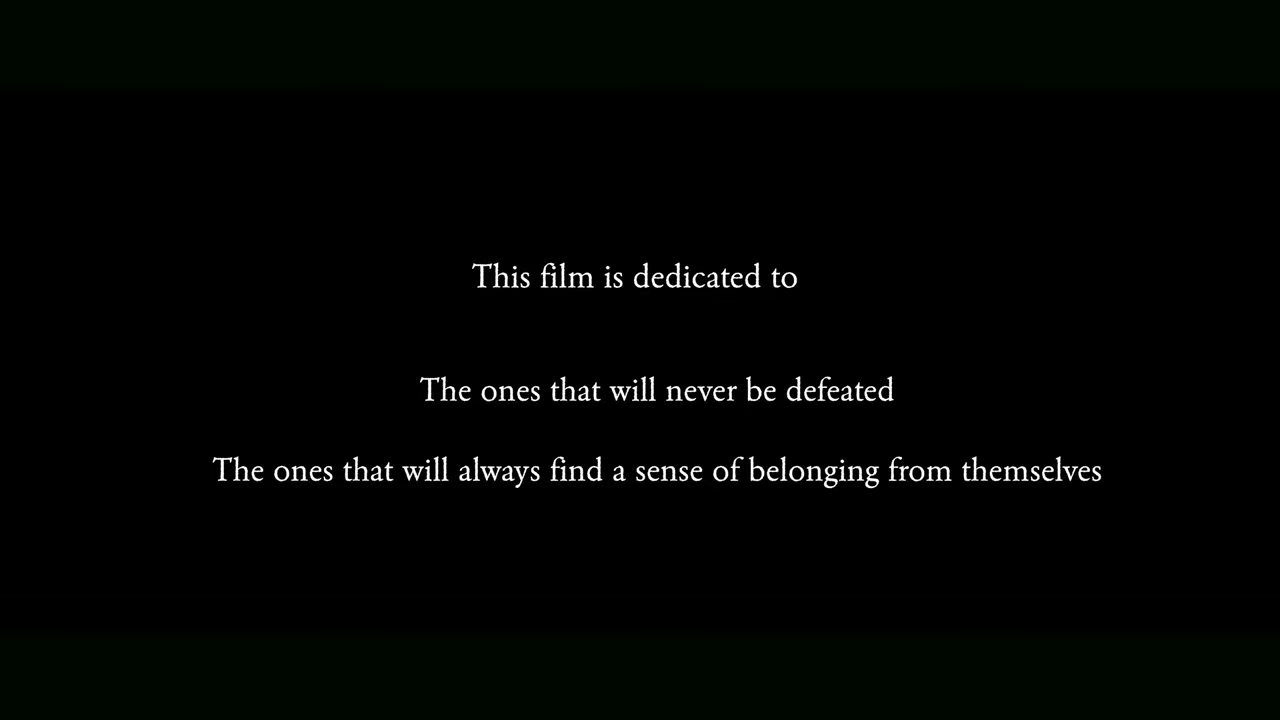 This film is dedicated to
The ones that will never be defeated
The ones that will always find a sense of belonging from themselves